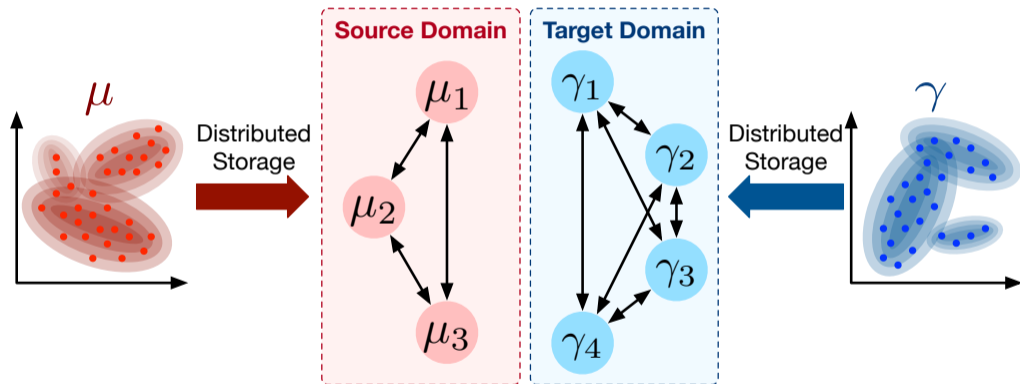 Source Domain
Target Domain
μ
γ
Distributed
Storage
Distributed
Storage
μ₁
μ₂
μ₃
γ₁
γ₂
γ₃
γ₄